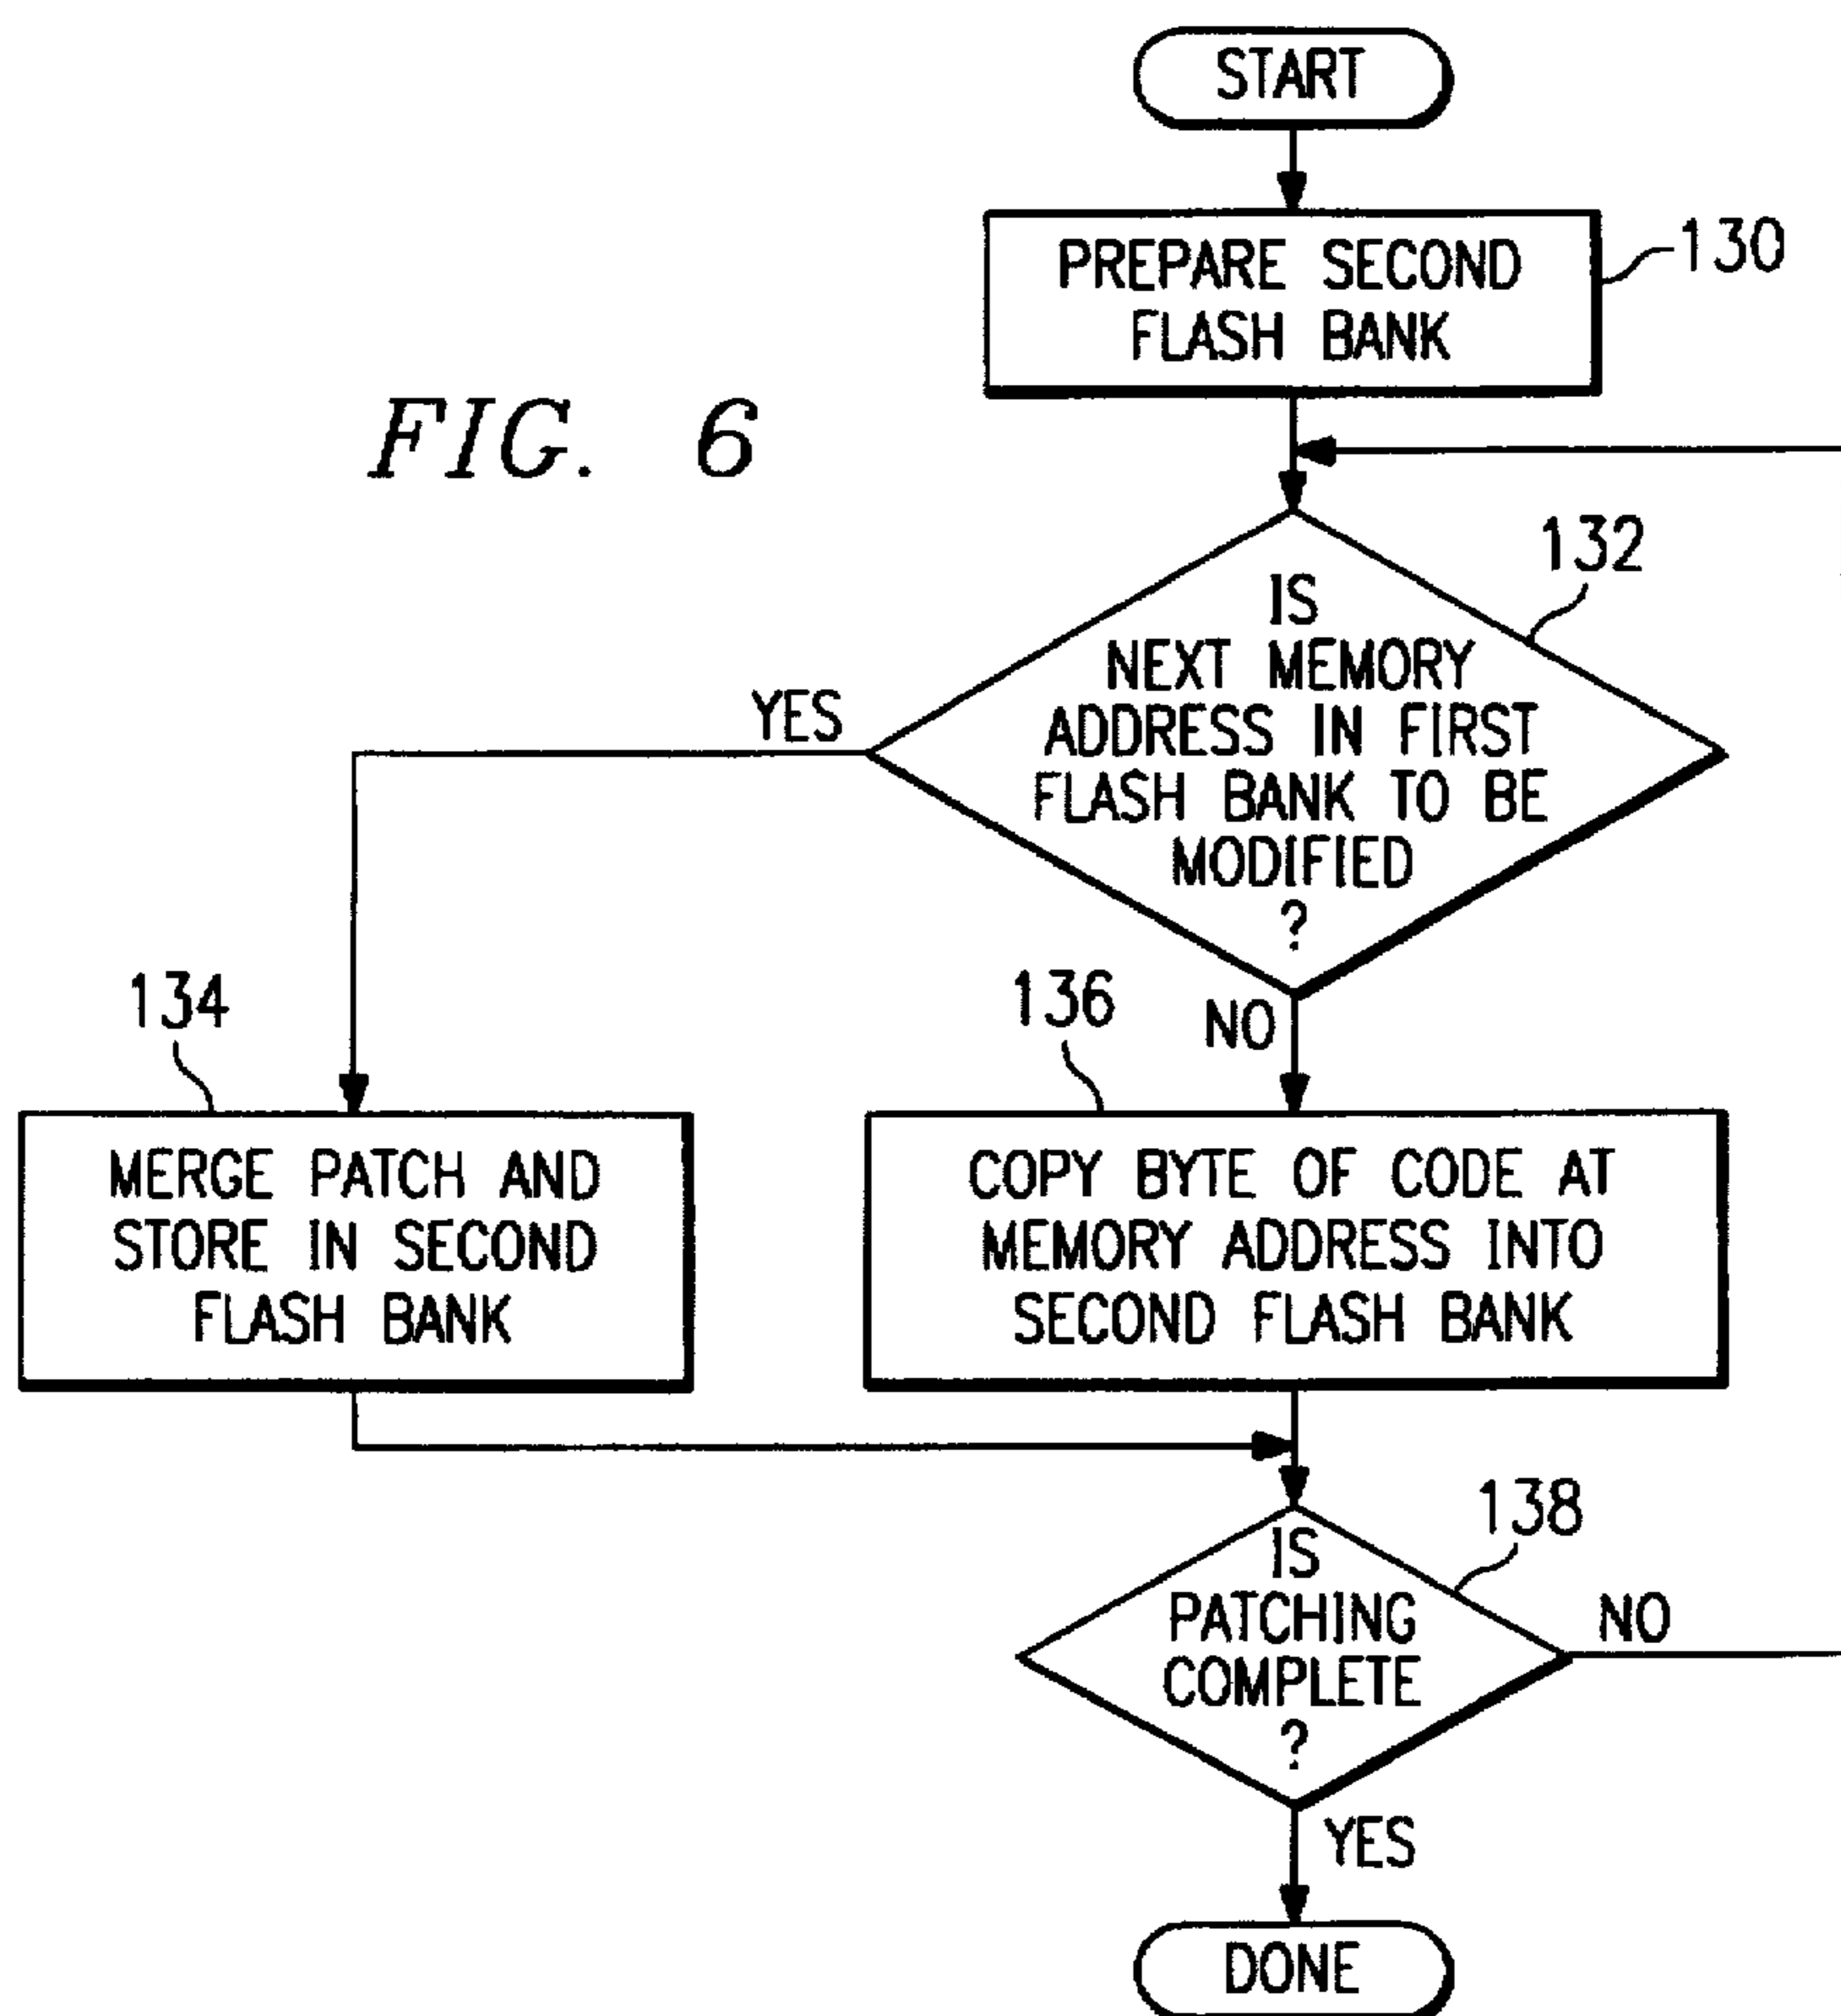 START
PREPARE SECOND
FLASH BANK
130
FIG. 6
132
IS
NEXT MEMORY
ADDRESS IN FIRST
FLASH BANK TO BE
MODIFIED
?
YES
NO
134
MERGE PATCH AND
STORE IN SECOND
FLASH BANK
136
COPY BYTE OF CODE AT
MEMORY ADDRESS INTO
SECOND FLASH BANK
138
IS
PATCHING
COMPLETE
?
NO
YES
DONE